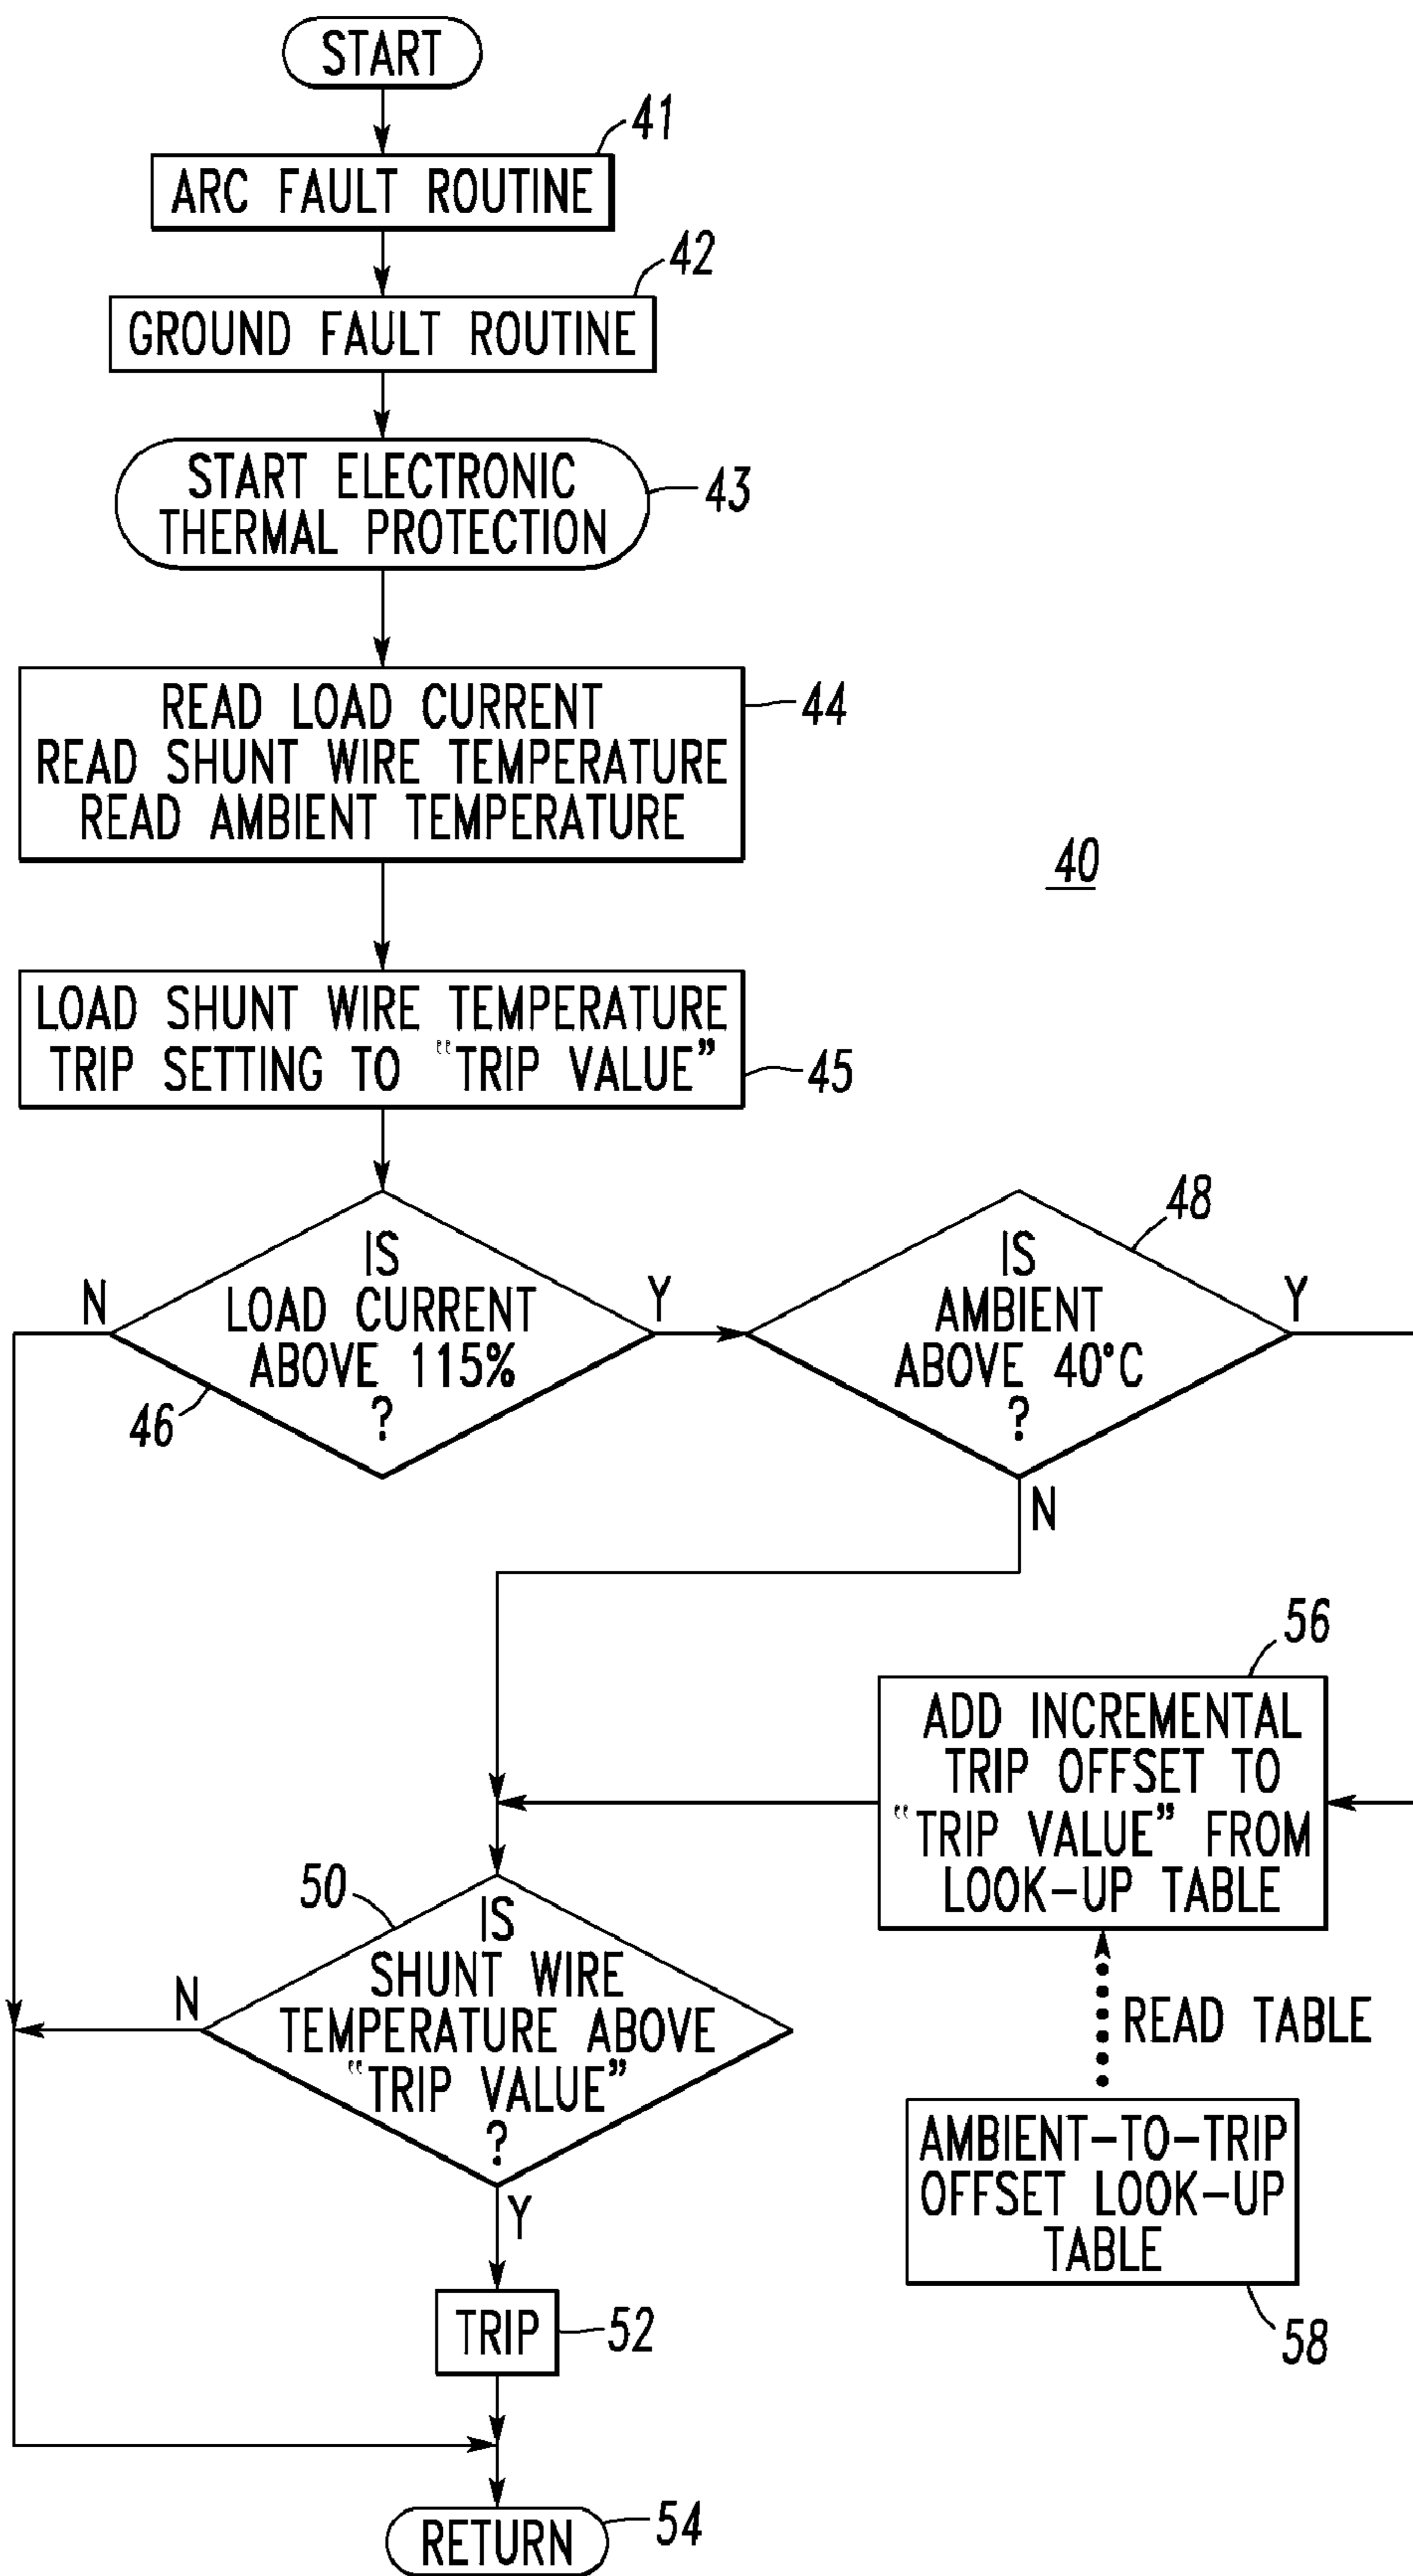 START
41
ARC FAULT ROUTINE
42
GROUND FAULT ROUTINE
START ELECTRONIC
THERMAL PROTECTION
43
READ LOAD CURRENT
READ SHUNT WIRE TEMPERATURE
READ AMBIENT TEMPERATURE
44
40
LOAD SHUNT WIRE TEMPERATURE
TRIP SETTING TO "TRIP VALUE"
45
IS
LOAD CURRENT
ABOVE 115%
?
N
Y
46
IS
AMBIENT
ABOVE 40°C
?
48
Y
N
56
ADD INCREMENTAL
TRIP OFFSET TO
"TRIP VALUE" FROM
LOOK-UP TABLE
50
IS
SHUNT WIRE
TEMPERATURE ABOVE
"TRIP VALUE"
?
N
Y
READ TABLE
AMBIENT-TO-TRIP
OFFSET LOOK-UP
TABLE
58
TRIP
52
RETURN
54